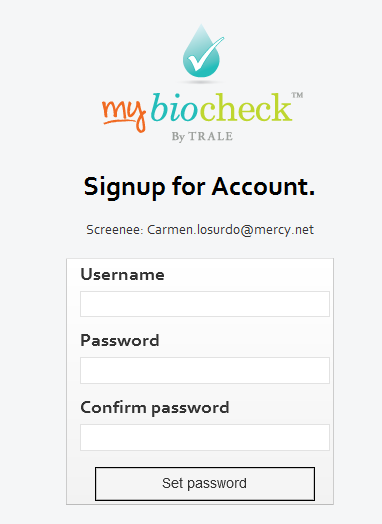 my biocheck™
By TRALE
Signup for Account.
Screenee: Carmen.losurdo@mercy.net
Username
Password
Confirm password
Set password